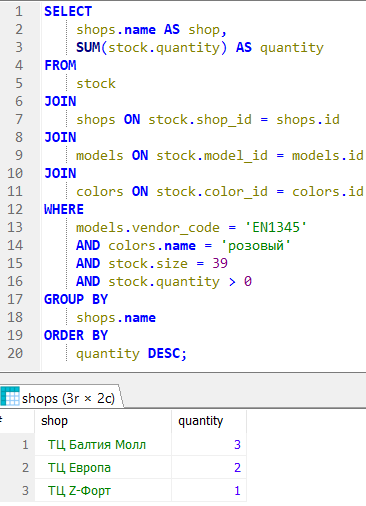 1 SELECT
2 shops.name AS shop,
3 SUM(stock.quantity) AS quantity
4 FROM
5 stock
6 JOIN
7 shops ON stock.shop_id = shops.id
8 JOIN
9 models ON stock.model_id = models.id
10 JOIN
11 colors ON stock.color_id = colors.id
12 WHERE
13 models.vendor_code = 'EN1345'
14 AND colors.name = 'розовый'
15 AND stock.size = 39
16 AND stock.quantity > 0
17 GROUP BY
18 shops.name
19 ORDER BY
20 quantity DESC;
shops (3r × 2c)
shop quantity
1 ТЦ Балтия Молл 3
2 ТЦ Европа 2
3 ТЦ Z-Форт 1